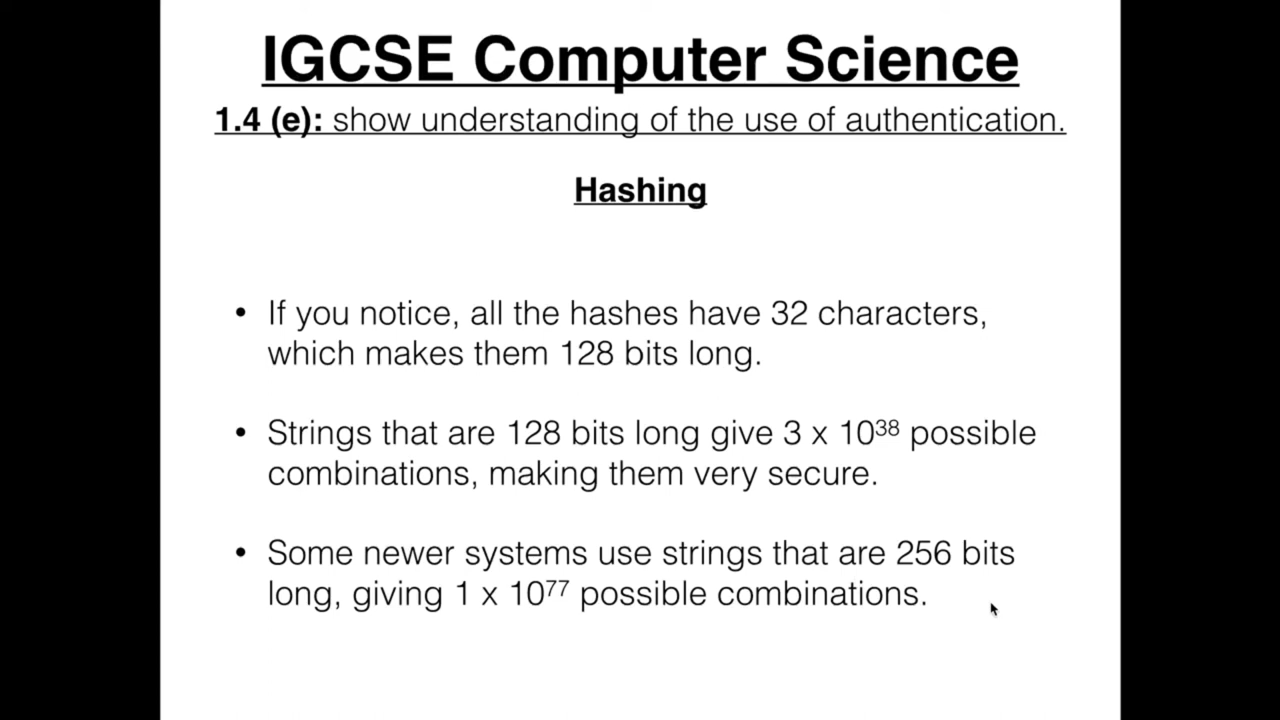 IGCSE Computer Science
1.4 (e): show understanding of the use of authentication.
Hashing
• If you notice, all the hashes have 32 characters,
which makes them 128 bits long.
• Strings that are 128 bits long give 3 x 10³⁸ possible
combinations, making them very secure.
• Some newer systems use strings that are 256 bits
long, giving 1 x 10⁷⁷ possible combinations.